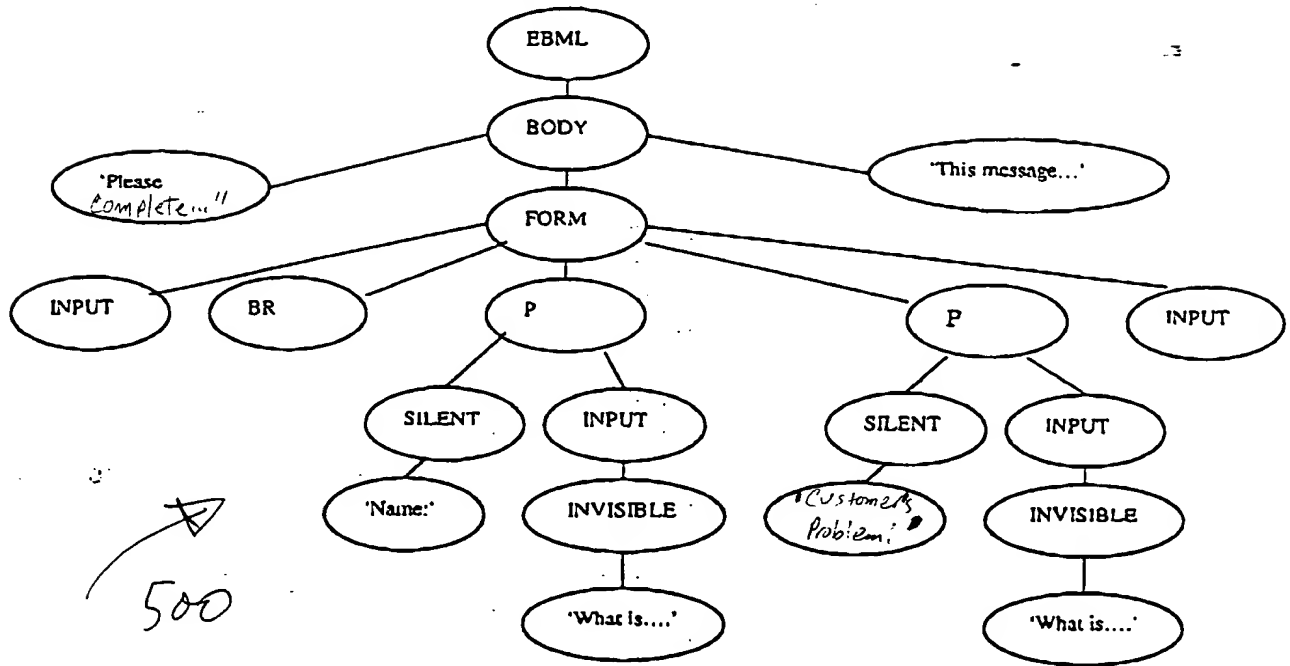 EBML
BODY
'Please
complete..."
'This message...'
FORM
INPUT
BR
P
P
INPUT
SILENT
INPUT
SILENT
INPUT
'Name:'
INVISIBLE
'Customer's
Problem:'
INVISIBLE
500
'What is....'
'What is....'